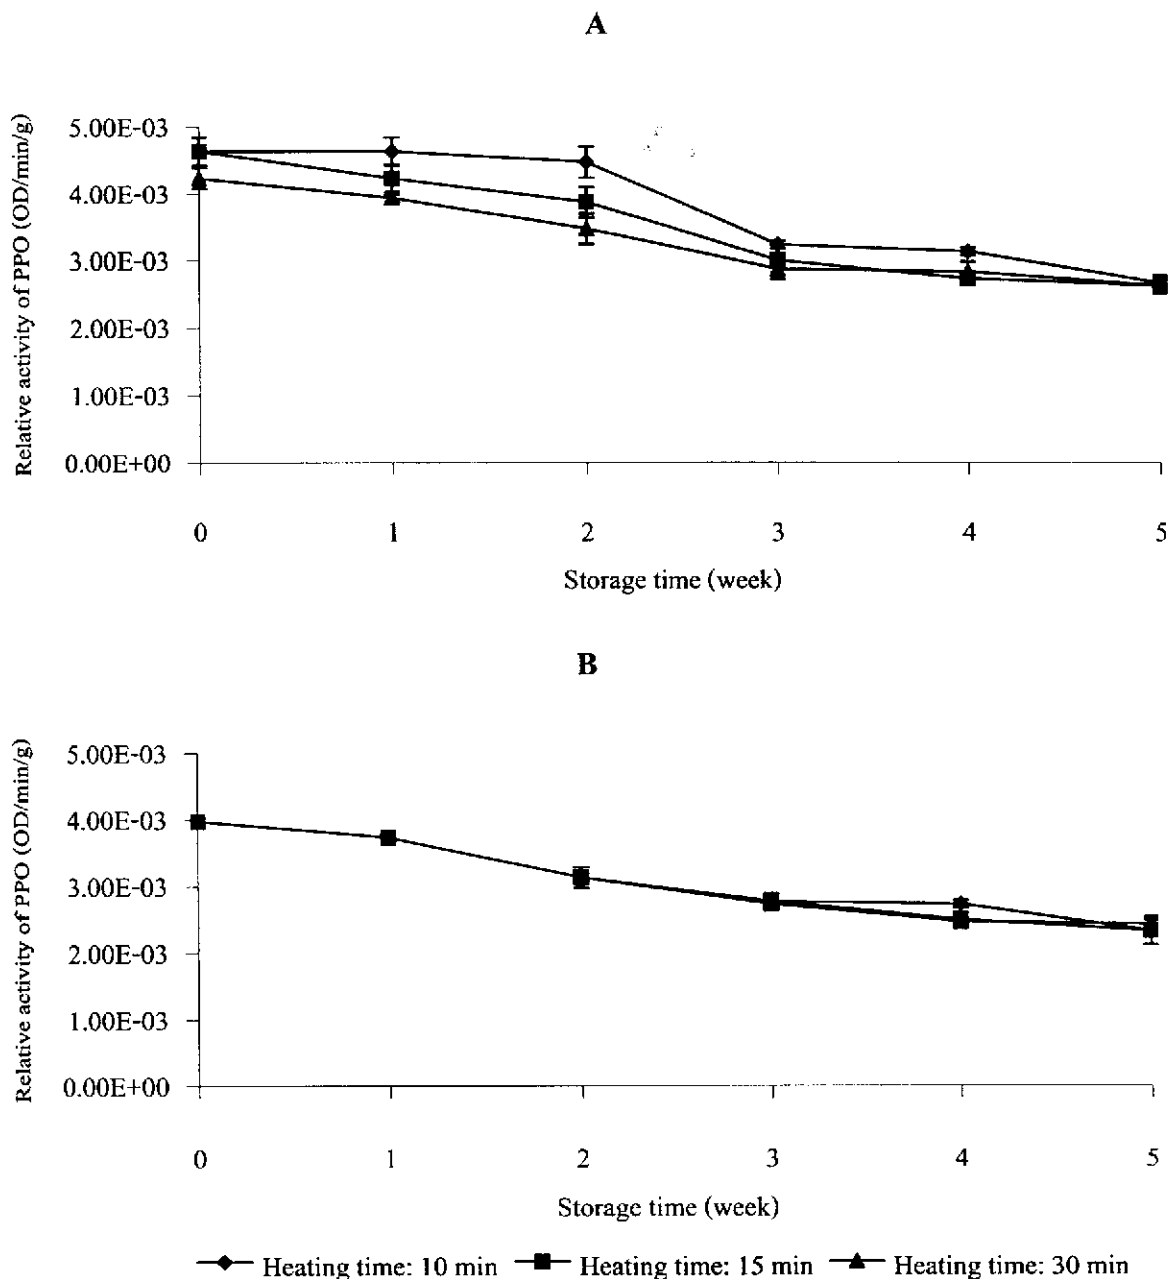 A
Relative activity of PPO (OD/min/g)
5.00E-03
4.00E-03
3.00E-03
2.00E-03
1.00E-03
0.00E+00
0 1 2 3 4 5
Storage time (week)
B
Relative activity of PPO (OD/min/g)
5.00E-03
4.00E-03
3.00E-03
2.00E-03
1.00E-03
0.00E+00
0 1 2 3 4 5
Storage time (week)
Heating time: 10 min Heating time: 15 min Heating time: 30 min